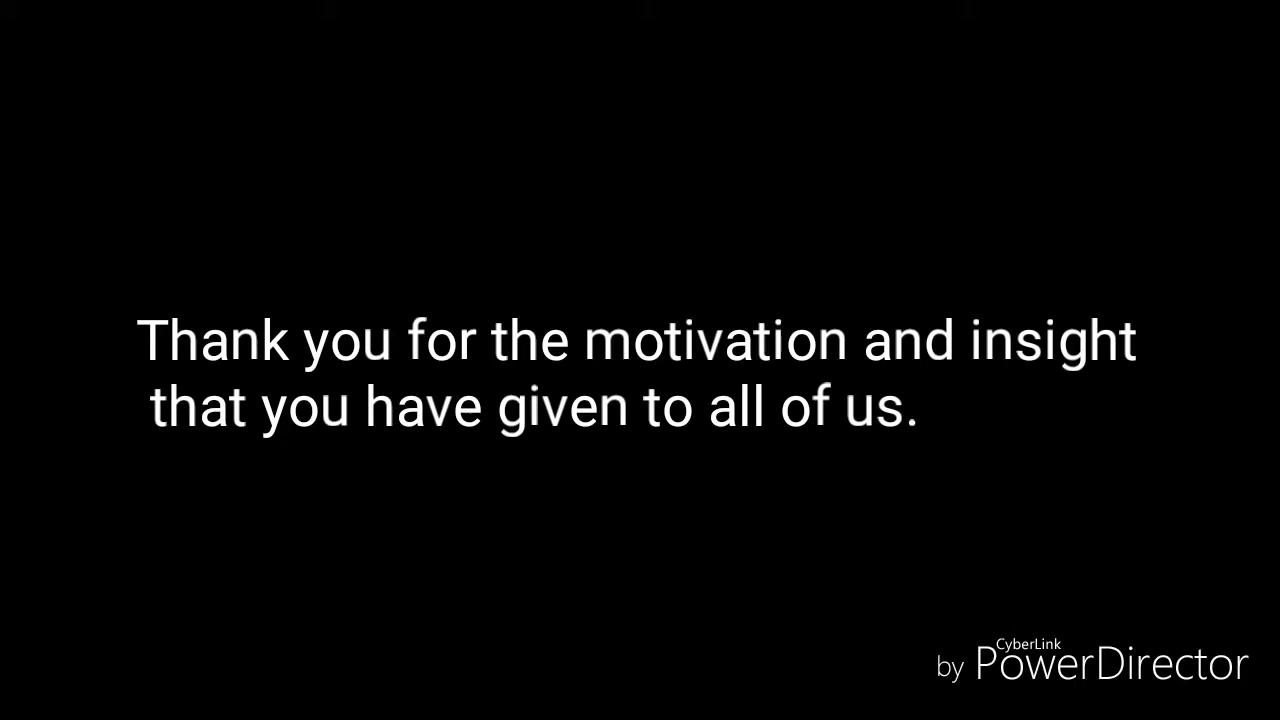 Thank you for the motivation and insight
that you have given to all of us.
CyberLink
by PowerDirector